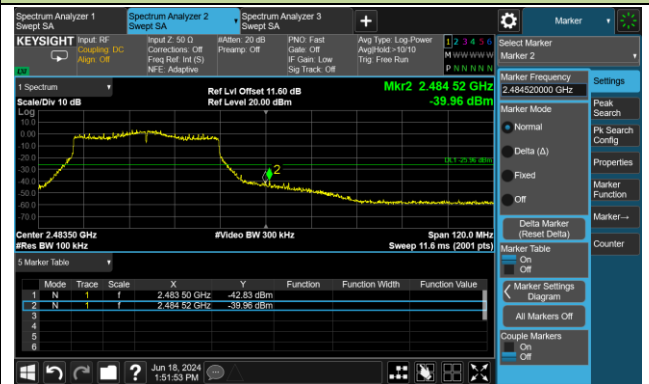 Spectrum Analyzer 1
Swept SA
Spectrum Analyzer 2
Swept SA
Spectrum Analyzer 3
Swept SA
+
Marker
KEYSIGHT
Input: RF
Coupling: DC
Align: Off
Input Z: 50 Ω
Corrections: Off
Freq Ref: Int (S)
NFE: Adaptive
#Atten: 20 dB
Preamp: Off
PNO: Fast
Gate: Off
IF Gain: Low
Sig Track: Off
Avg Type: Log-Power
Avg|Hold:>10/10
Trig: Free Run
1 2 3 4 5 6
M W W W W W
P N N N N N
Select Marker
Marker 2
1 Spectrum
Scale/Div 10 dB
Ref Lvl Offset 11.60 dB
Ref Level 20.00 dBm
Mkr2 2.484 52 GHz
-39.96 dBm
Log
10.0
0.00
-10.0
-20.0
-30.0
-40.0
-50.0
-60.0
-70.0
DL1 -25.96 dBm
2
Center 2.48350 GHz
#Res BW 100 kHz
#Video BW 300 kHz
Span 120.0 MHz
Sweep 11.6 ms (2001 pts)
5 Marker Table
Mode Trace Scale X Y Function Function Width Function Value
1 N 1 f 2.483 50 GHz -42.83 dBm
2 N 1 f 2.484 52 GHz -39.96 dBm
3
4
5
6
Marker Frequency
2.484520000 GHz
Marker Mode
Normal
Delta (Δ)
Fixed
Off
Delta Marker
(Reset Delta)
Marker Table
On
Off
Marker Settings
Diagram
All Markers Off
Couple Markers
On
Off
Settings
Peak
Search
Pk Search
Config
Properties
Marker
Function
Marker→
Counter
?
Jun 18, 2024
1:51:53 PM